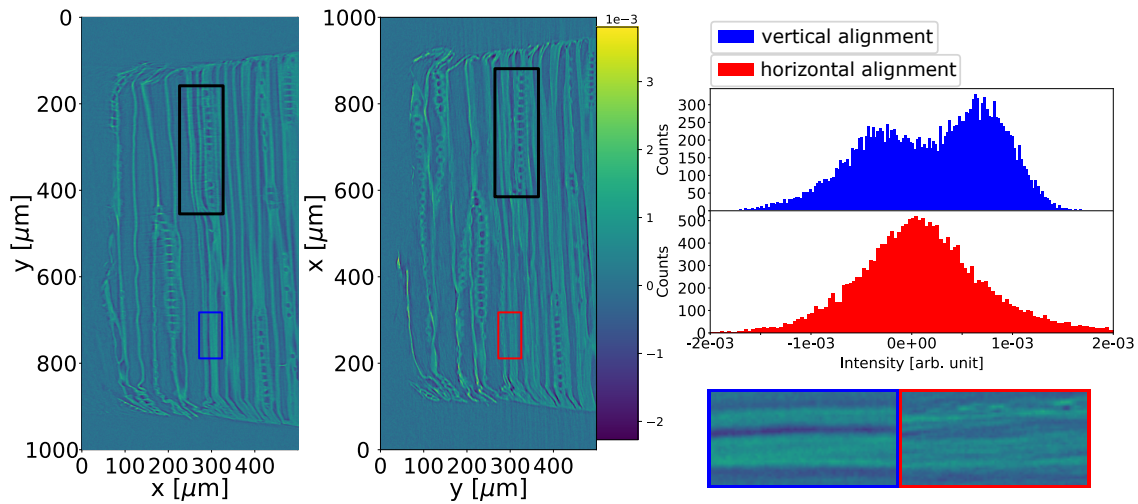 0
200
400
600
800
1000
y [μm]
0 100 200 300 400
x [μm]
1000
800
600
400
200
0
x [μm]
0 100 200 300 400
y [μm]
1e−3
3
2
1
0
−1
−2
vertical alignment
horizontal alignment
300
250
200
150
100
50
0
Counts
500
400
300
200
100
0
Counts
-2e-03 -1e-03 0e+00 1e-03 2e-03
Intensity [arb. unit]